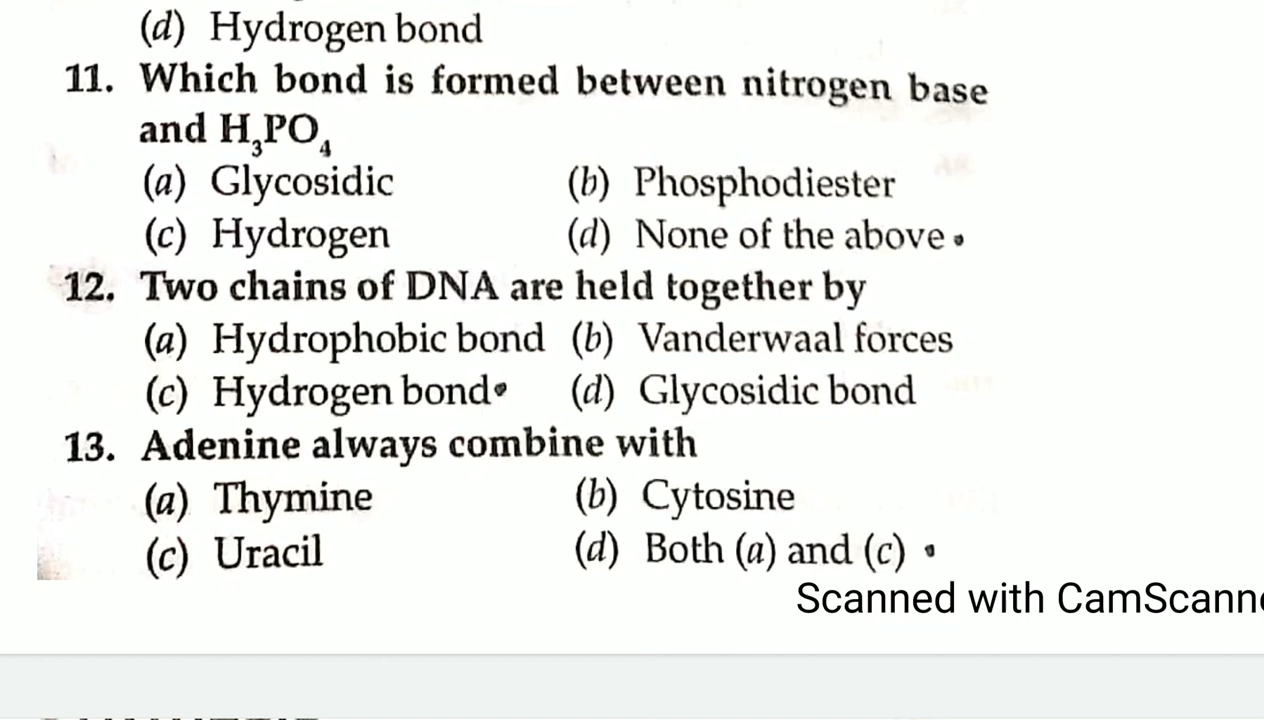 (d) Hydrogen bond
11. Which bond is formed between nitrogen base
and H₃PO₄
(a) Glycosidic (b) Phosphodiester
(c) Hydrogen (d) None of the above •
12. Two chains of DNA are held together by
(a) Hydrophobic bond (b) Vanderwaal forces
(c) Hydrogen bond• (d) Glycosidic bond
13. Adenine always combine with
(a) Thymine (b) Cytosine
(c) Uracil (d) Both (a) and (c) •
Scanned with CamScann